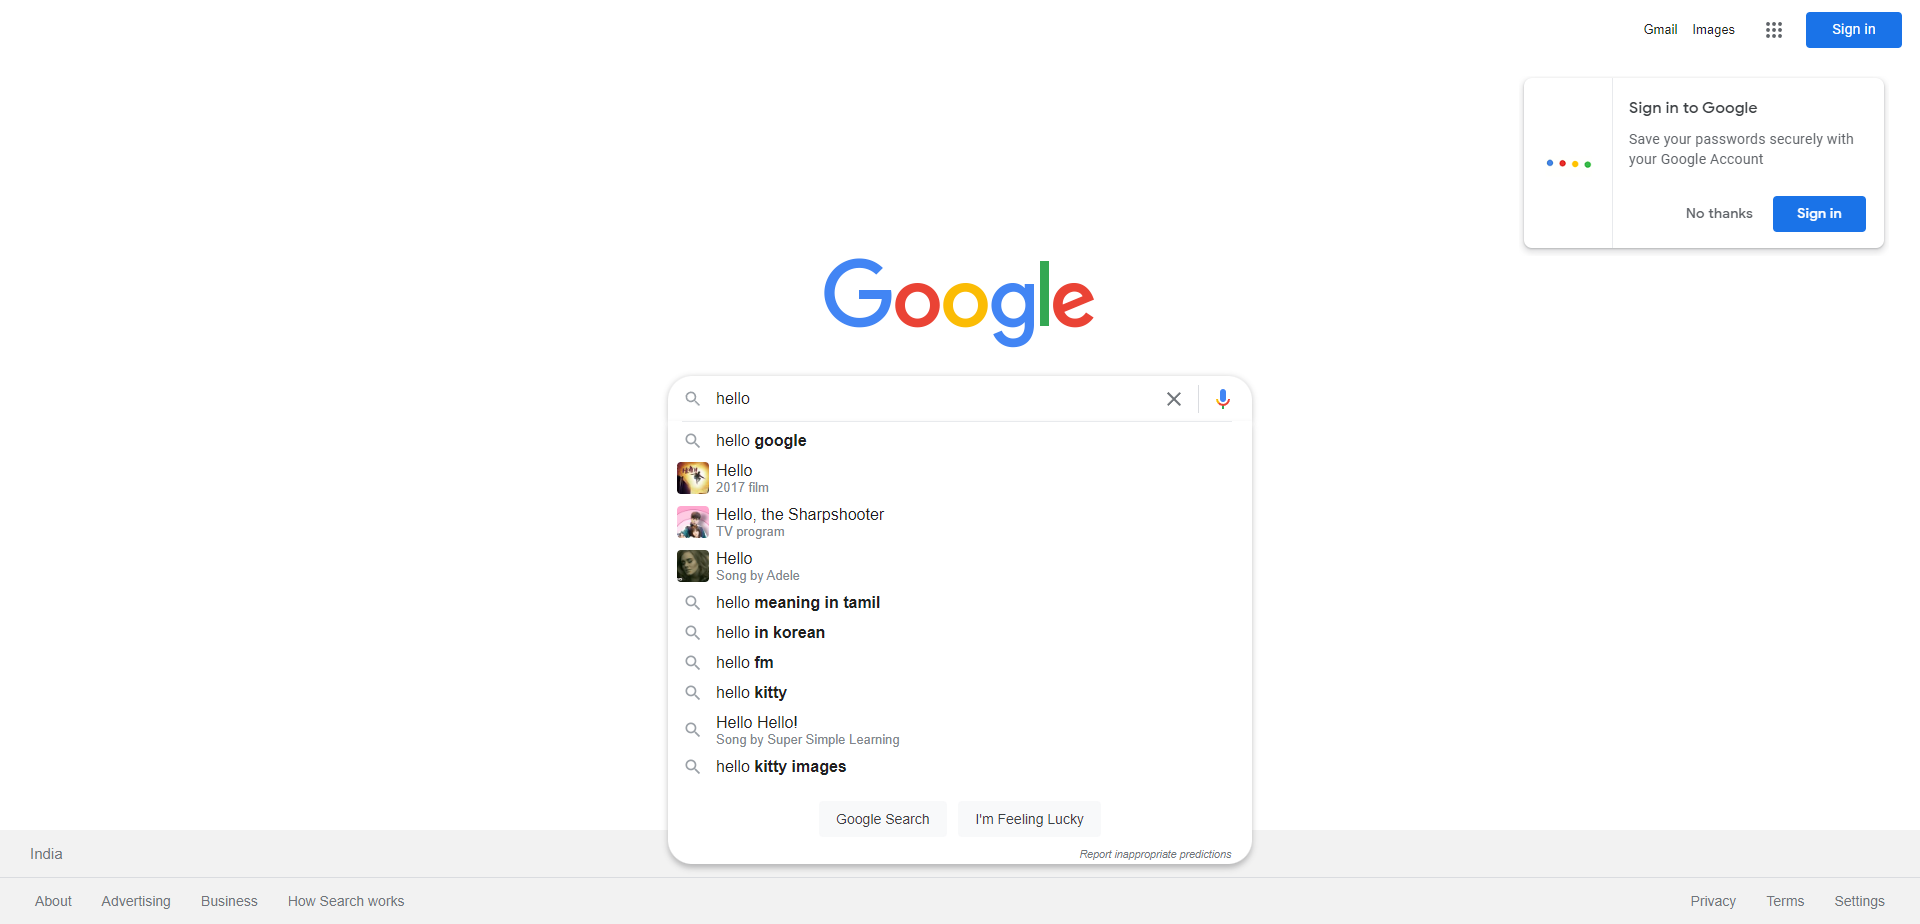 Gmail Images Sign in
Sign in to Google
Save your passwords securely with
your Google Account
No thanks Sign in
Google
hello
hello google
Hello
2017 film
Hello, the Sharpshooter
TV program
Hello
Song by Adele
hello meaning in tamil
hello in korean
hello fm
hello kitty
Hello Hello!
Song by Super Simple Learning
hello kitty images
Google Search I'm Feeling Lucky
Report inappropriate predictions
India
About Advertising Business How Search works Privacy Terms Settings